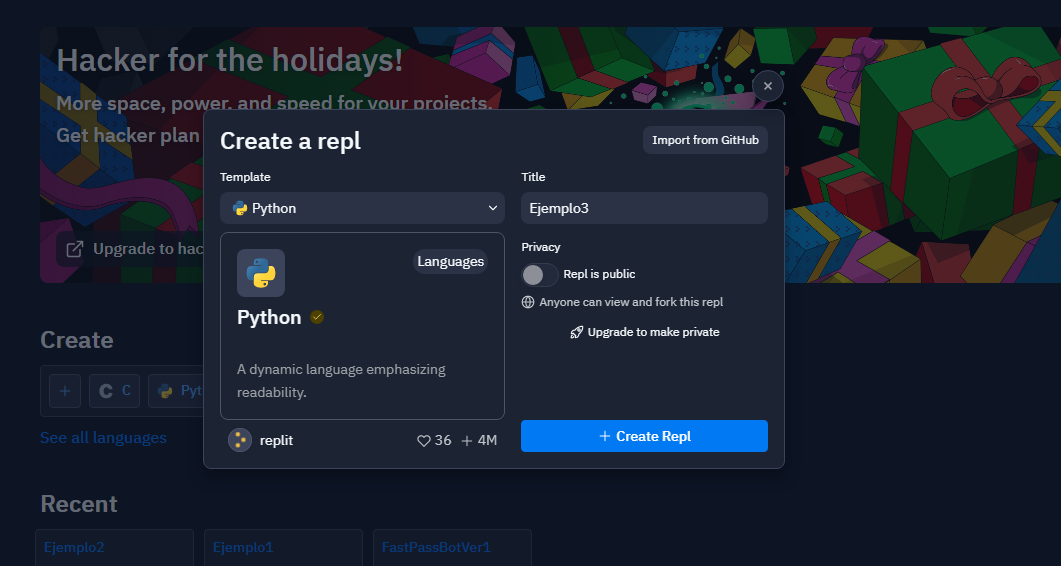 Hacker for the holidays!
More space, power, and speed for your projects.
Get hacker plan
Upgrade to hac
Create a repl
Import from GitHub
Template
Python
Languages
Python
A dynamic language emphasizing
readability.
replit
36
4M
Title
Ejemplo3
Privacy
Repl is public
Anyone can view and fork this repl
Upgrade to make private
+ Create Repl
Create
+
C
Pyt
See all languages
Recent
Ejemplo2
Ejemplo1
FastPassBotVer1